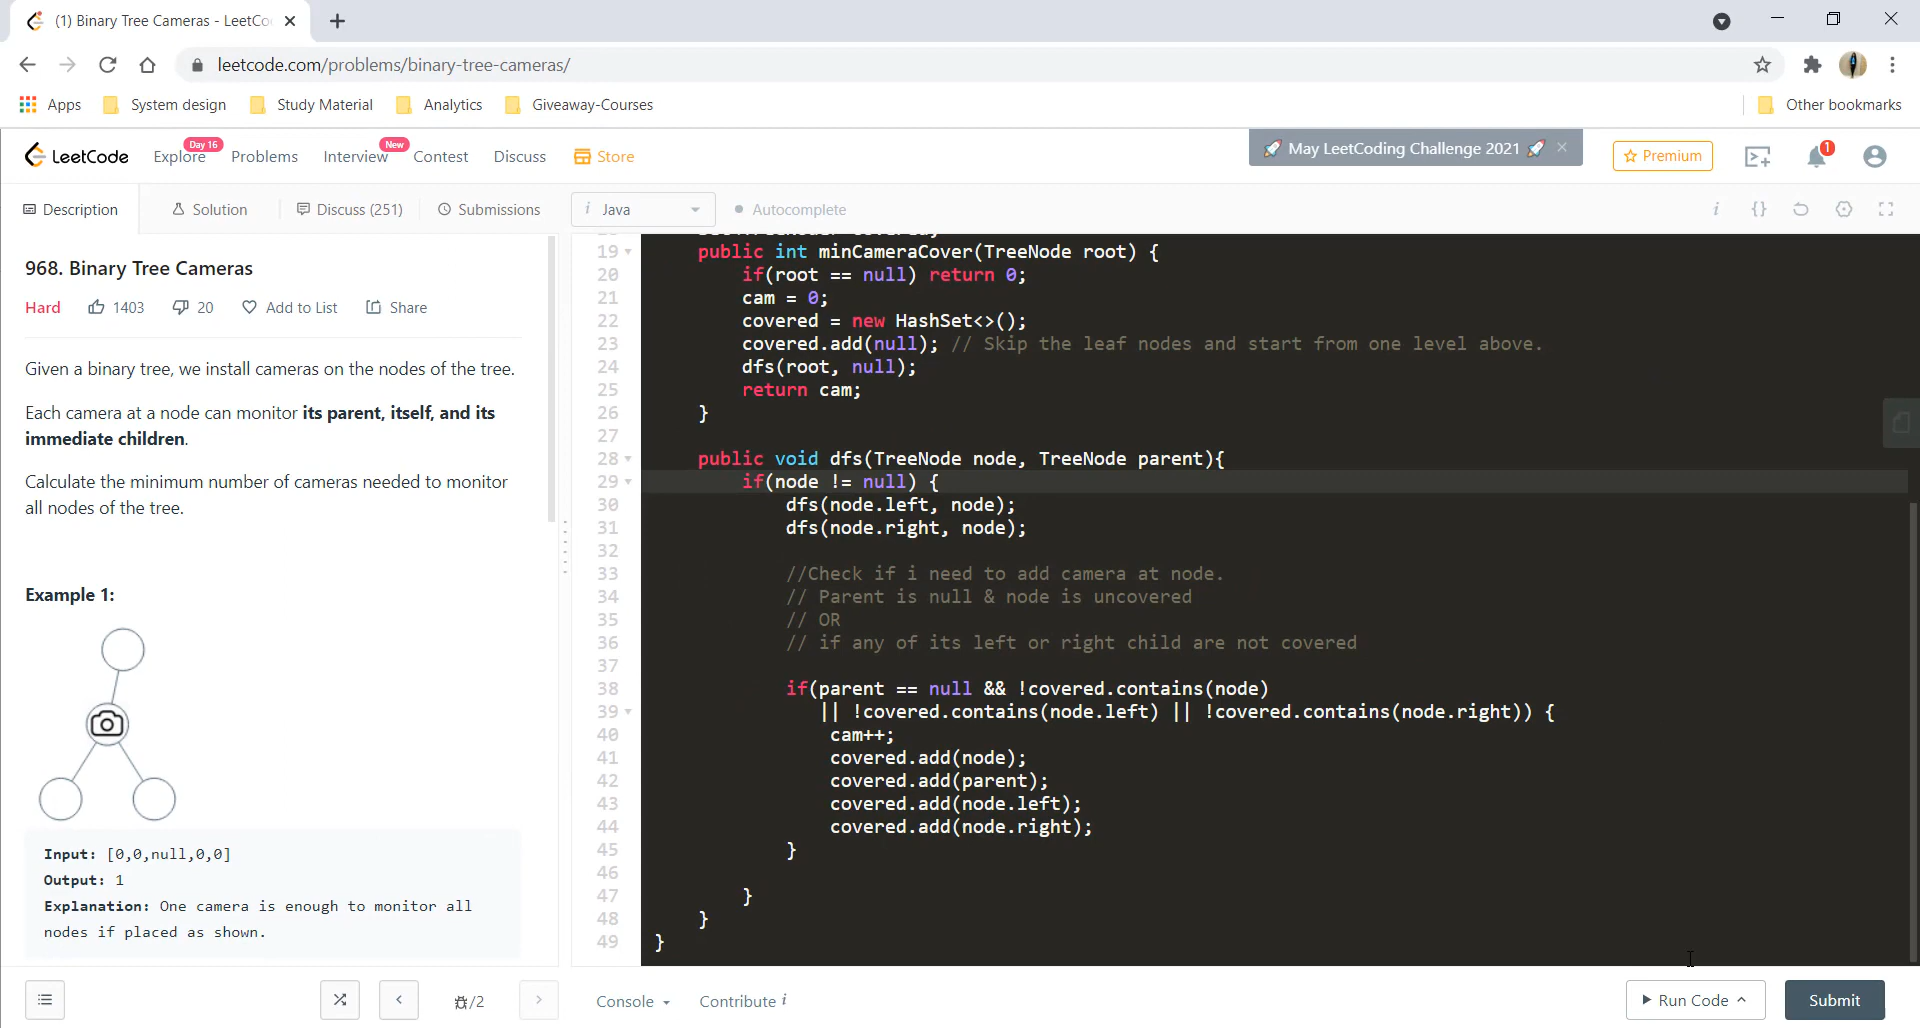 (1) Binary Tree Cameras - LeetCo
leetcode.com/problems/binary-tree-cameras/
Apps
System design
Study Material
Analytics
Giveaway-Courses
Other bookmarks
LeetCode
Explore
Day 16
Problems
Interview
New
Contest
Discuss
Store
🚀 May LeetCoding Challenge 2021 🚀
Premium
1
Description
Solution
Discuss (251)
Submissions
i Java
Autocomplete
i
{}
968. Binary Tree Cameras
Hard
1403
20
Add to List
Share
Given a binary tree, we install cameras on the nodes of the tree.
Each camera at a node can monitor its parent, itself, and its
immediate children.
Calculate the minimum number of cameras needed to monitor
all nodes of the tree.
Example 1:
Input: [0,0,null,0,0]
Output: 1
Explanation: One camera is enough to monitor all
nodes if placed as shown.
19 public int minCameraCover(TreeNode root) {
20 if(root == null) return 0;
21 cam = 0;
22 covered = new HashSet<>();
23 covered.add(null); // Skip the leaf nodes and start from one level above.
24 dfs(root, null);
25 return cam;
26 }
27
28 public void dfs(TreeNode node, TreeNode parent){
29 if(node != null) {
30 dfs(node.left, node);
31 dfs(node.right, node);
32
33 //Check if i need to add camera at node.
34 // Parent is null & node is uncovered
35 // OR
36 // if any of its left or right child are not covered
37
38 if(parent == null && !covered.contains(node)
39 || !covered.contains(node.left) || !covered.contains(node.right)) {
40 cam++;
41 covered.add(node);
42 covered.add(parent);
43 covered.add(node.left);
44 covered.add(node.right);
45 }
46
47 }
48 }
49 }
/2
Console
Contribute i
Run Code
Submit